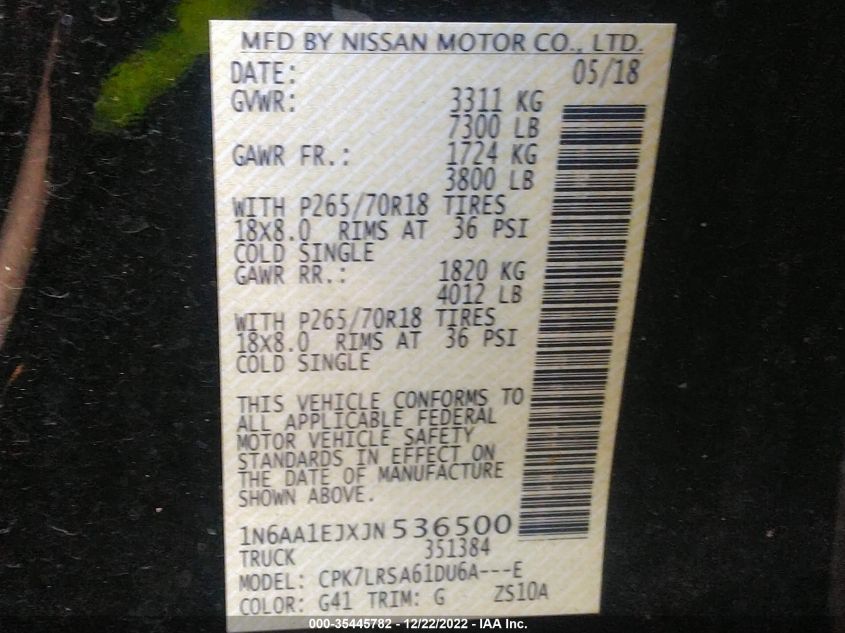 MFD BY NISSAN MOTOR CO., LTD.
DATE: 05/18
GVWR: 3311 KG
7300 LB
GAWR FR.: 1724 KG
3800 LB
WITH P265/70R18 TIRES
18X8.0 RIMS AT 36 PSI
COLD SINGLE
GAWR RR.: 1820 KG
4012 LB
WITH P265/70R18 TIRES
18X8.0 RIMS AT 36 PSI
COLD SINGLE
THIS VEHICLE CONFORMS TO
ALL APPLICABLE FEDERAL
MOTOR VEHICLE SAFETY
STANDARDS IN EFFECT ON
THE DATE OF MANUFACTURE
SHOWN ABOVE.
1N6AA1EJXJN 536500
TRUCK 351384
MODEL: CPK7LRSA61DU6A---E
COLOR: G41 TRIM: G ZS10A
000-35445782 - 12/22/2022 - IAA Inc.